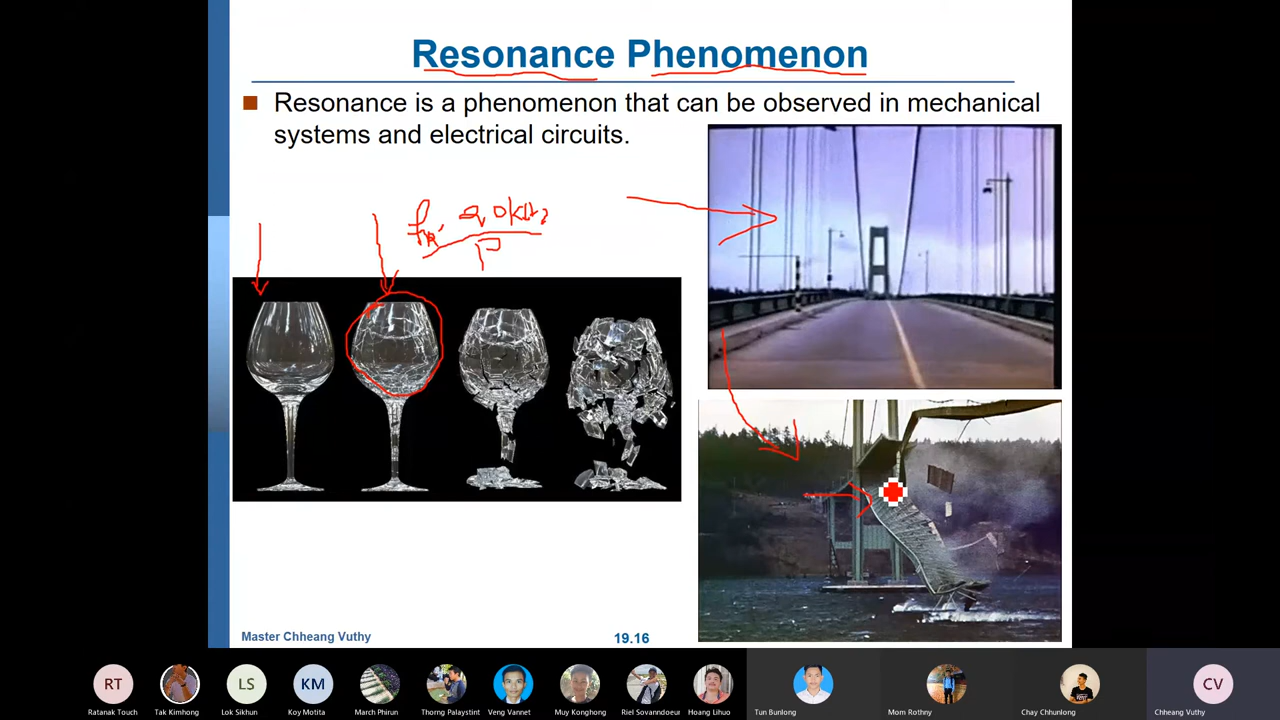 Resonance Phenomenon
Resonance is a phenomenon that can be observed in mechanical
systems and electrical circuits.
Master Chheang Vuthy
19.16
RT
LS
KM
CV
Ratanak Touch
Tak Kimhong
Lok Sikhun
Koy Motita
March Phirun
Thorng Palaystint
Veng Vannet
Muy Konghong
Riel Sovanndoeur
Hoang Lihuo
Tun Bunlong
Mom Rothny
Chay Chhunlong
Chheang Vuthy